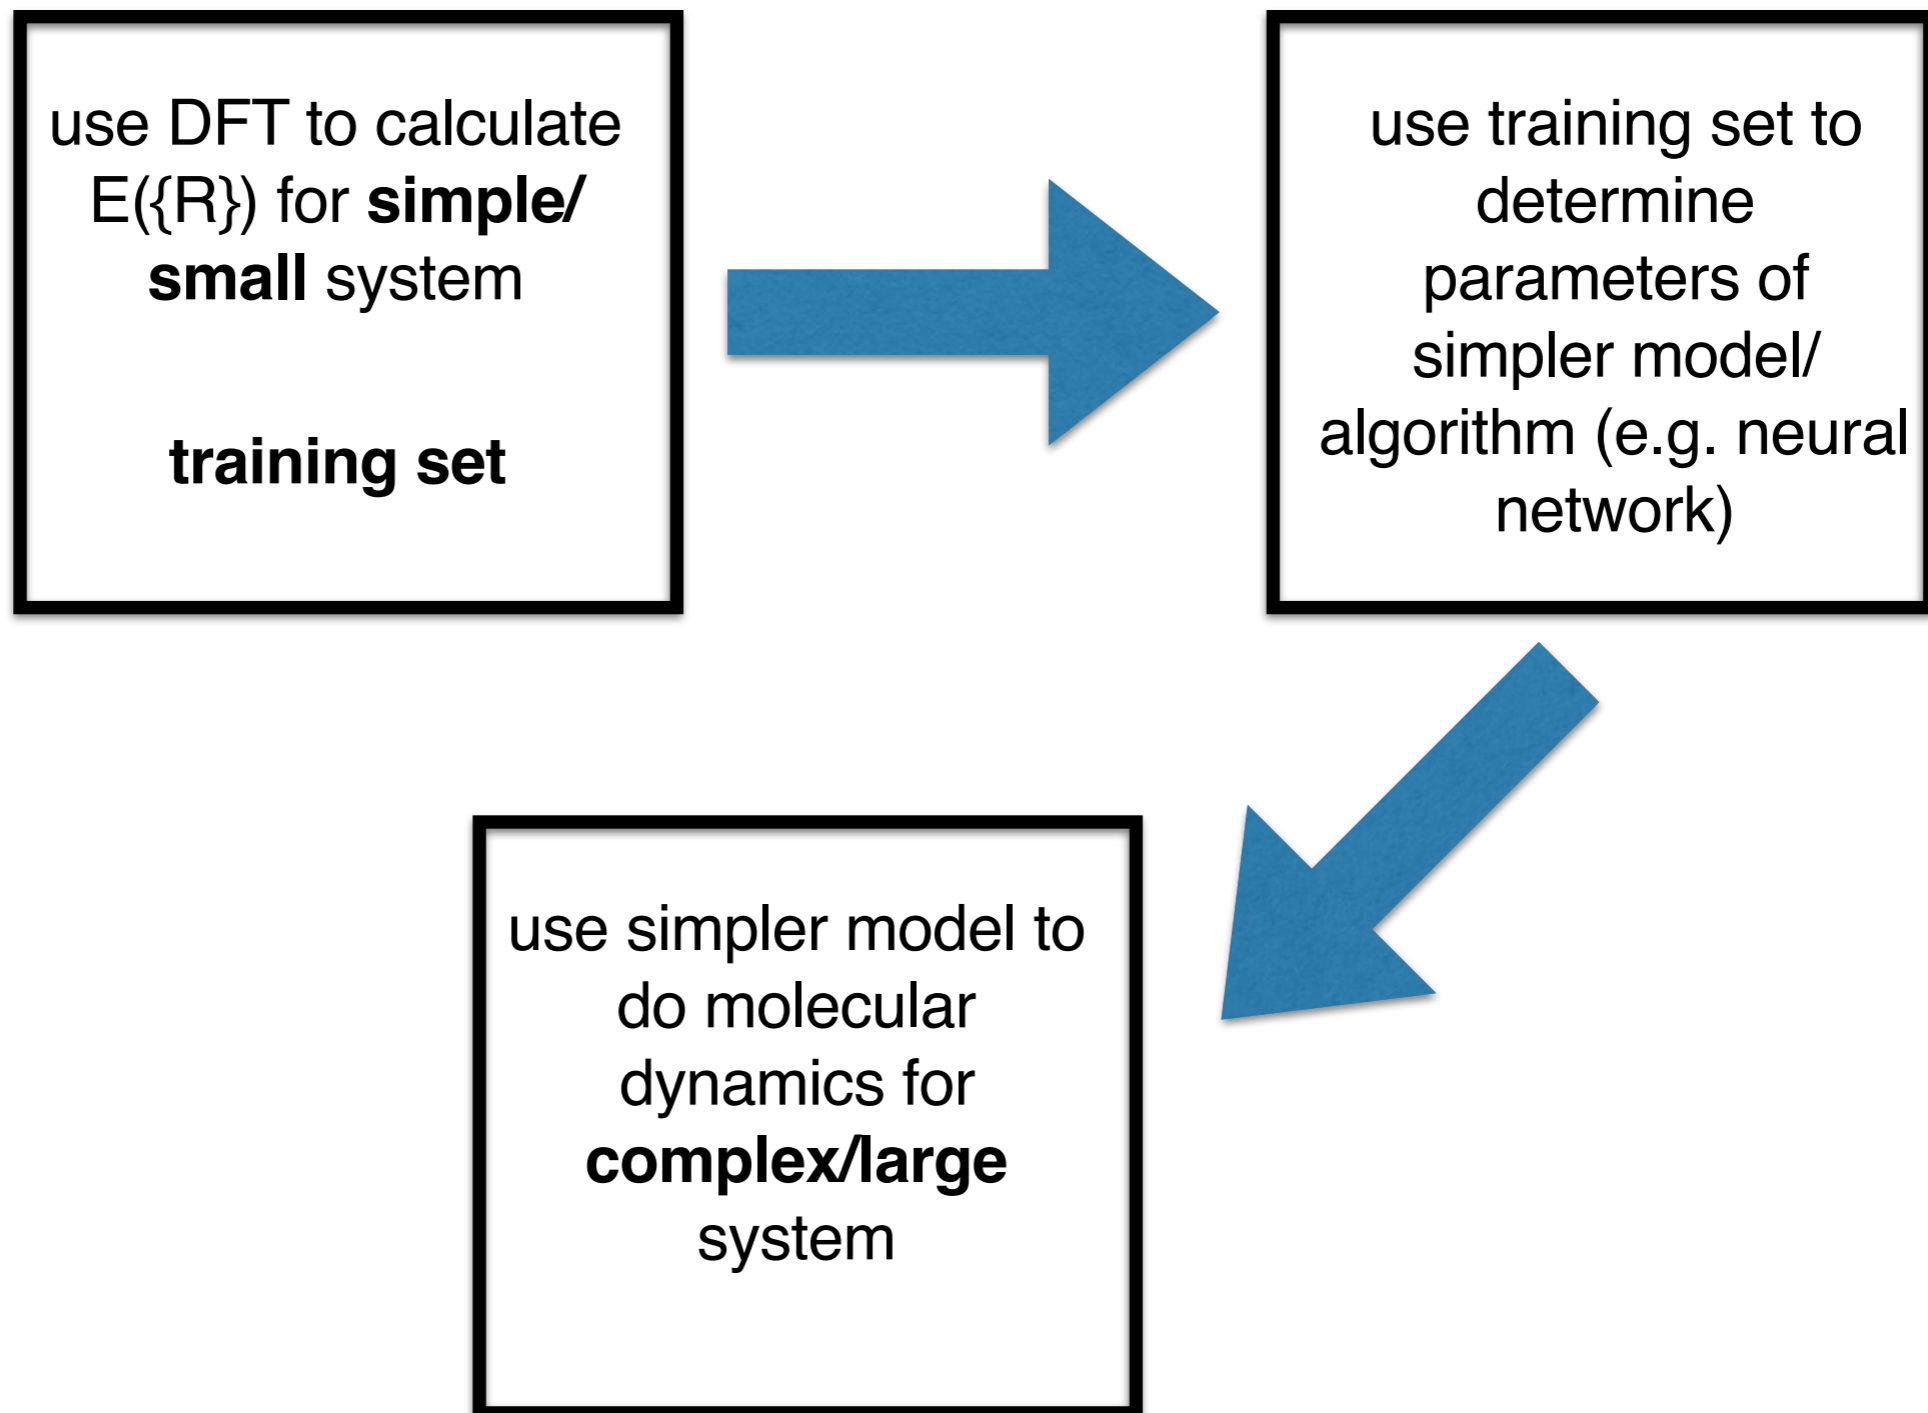 use DFT to calculate
E({R}) for simple/
small system
training set
use training set to
determine
parameters of
simpler model/
algorithm (e.g. neural
network)
use simpler model to
do molecular
dynamics for
complex/large
system